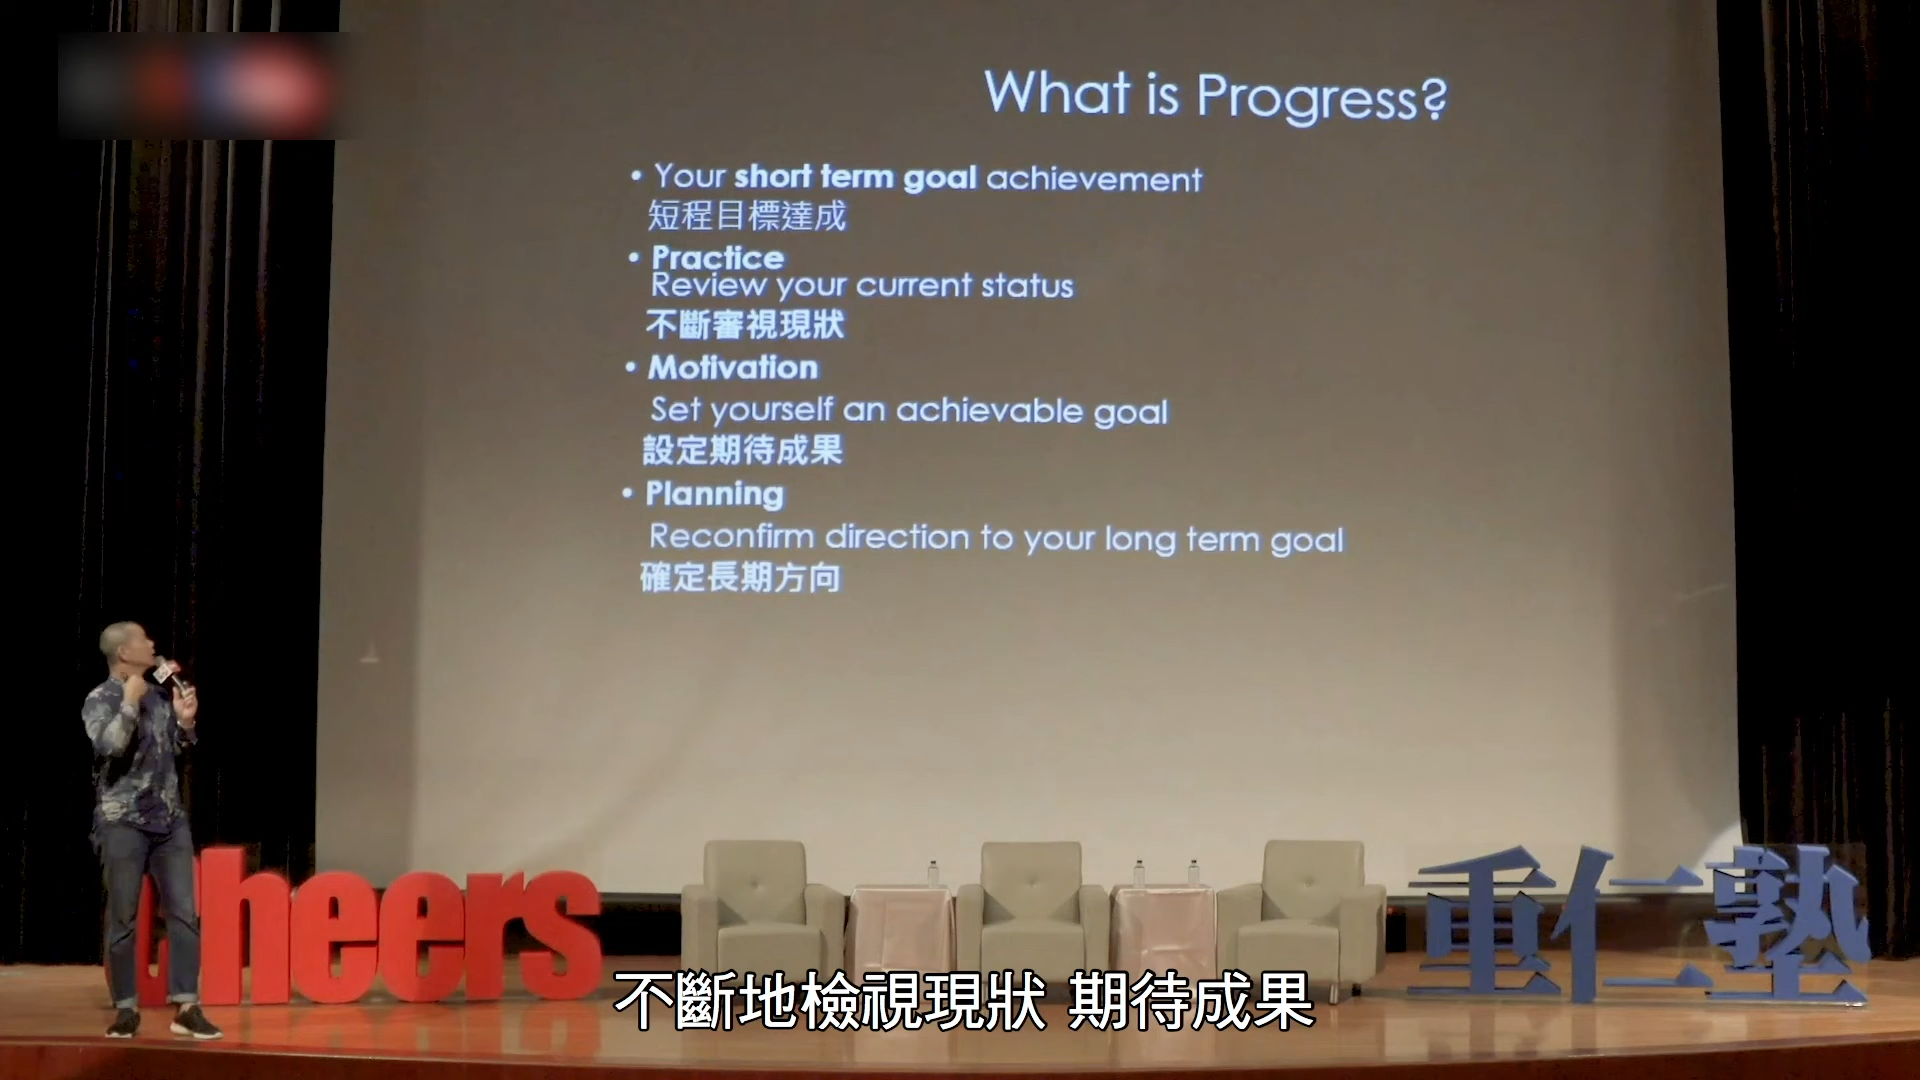 What is Progress?
• Your short term goal achievement
短程目標達成
• Practice
Review your current status
不斷審視現狀
• Motivation
Set yourself an achievable goal
設定期待成果
• Planning
Reconfirm direction to your long term goal
確定長期方向
Cheers
重仁塾
不斷地檢視現狀 期待成果